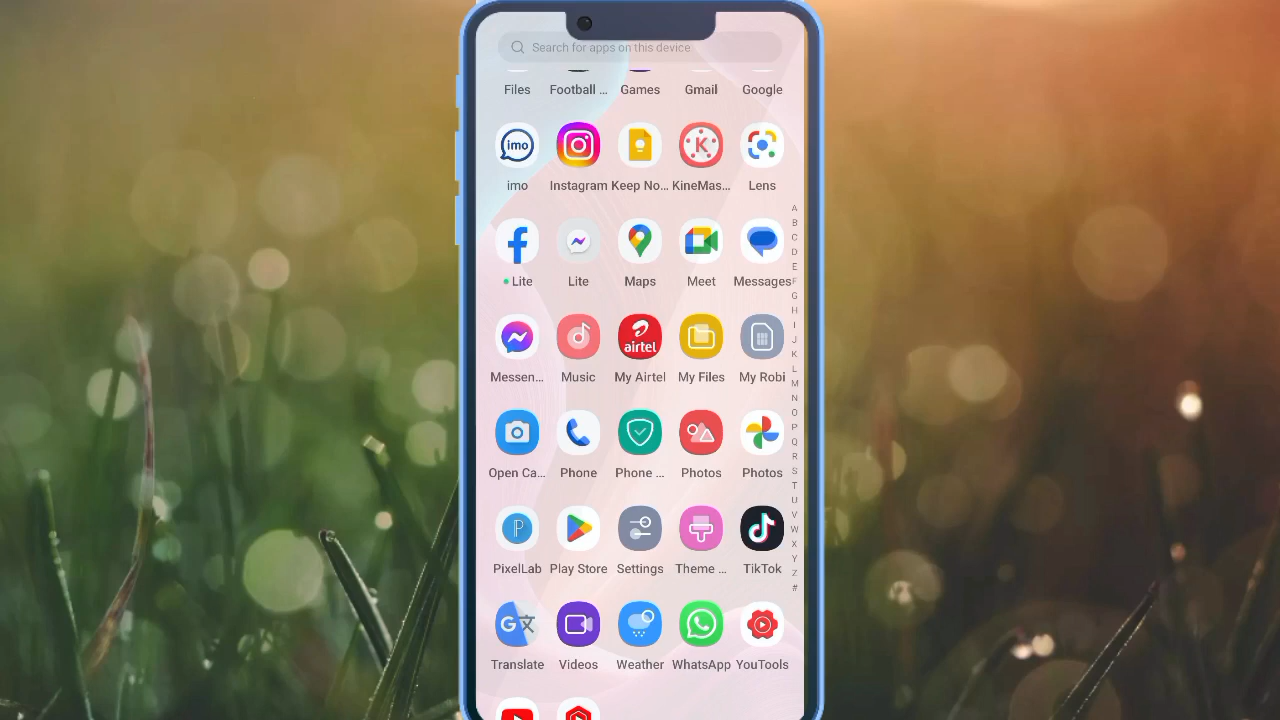 Search for apps on this device
Files Football ... Games Gmail Google
imo
imo Instagram Keep No... KineMas... Lens
Lite Lite Maps Meet Messages
airtel
Messen... Music My Airtel My Files My Robi
Open Ca... Phone Phone ... Photos Photos
PixelLab Play Store Settings Theme ... TikTok
G文
Translate Videos Weather WhatsApp YouTools
A
B
C
D
E
F
G
H
I
J
K
L
M
N
O
P
Q
R
S
T
U
V
W
X
Y
Z
#